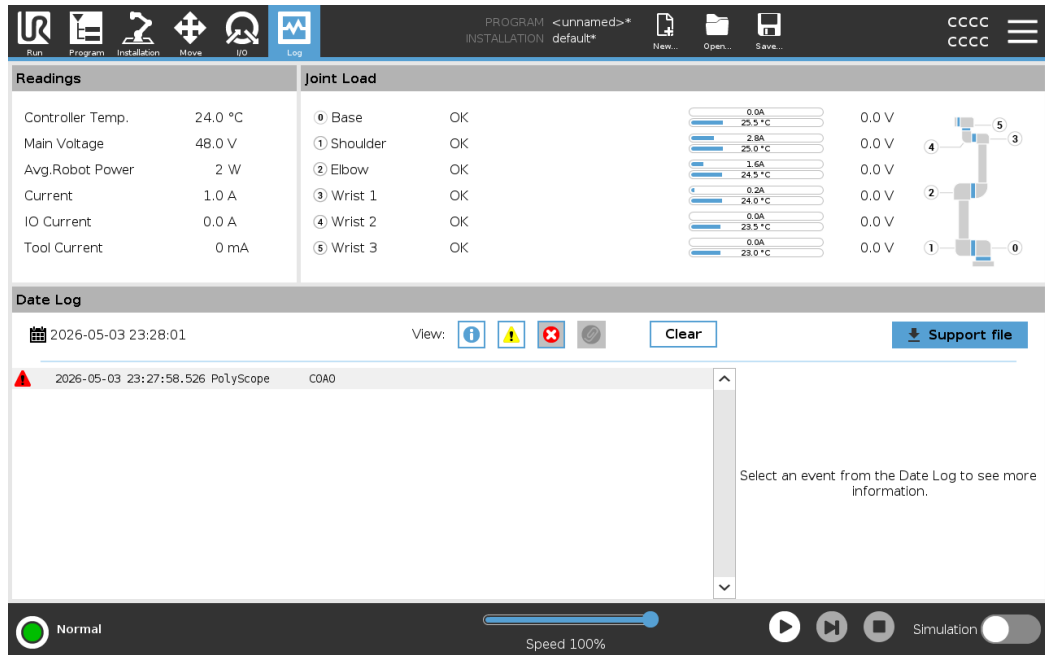 UR
PROGRAM <unnamed>*
INSTALLATION default*
CCCC
CCCC
Run Program Installation Move I/O Log New... Open... Save...
Readings
Controller Temp. 24.0 °C
Main Voltage 48.0 V
Avg.Robot Power 2 W
Current 1.0 A
IO Current 0.0 A
Tool Current 0 mA
Joint Load
0 Base OK 0.0A 25.5 °C 0.0 V
1 Shoulder OK 2.8A 25.0 °C 0.0 V
2 Elbow OK 1.6A 24.5 °C 0.0 V
3 Wrist 1 OK 0.2A 24.0 °C 0.0 V
4 Wrist 2 OK 0.0A 23.5 °C 0.0 V
5 Wrist 3 OK 0.0A 23.0 °C 0.0 V
5
3
4
2
1 0
Date Log
2026-05-03 23:28:01 View: Clear Support file
2026-05-03 23:27:58.526 PolyScope C0A0
Select an event from the Date Log to see more
information.
Normal
Speed 100%
Simulation